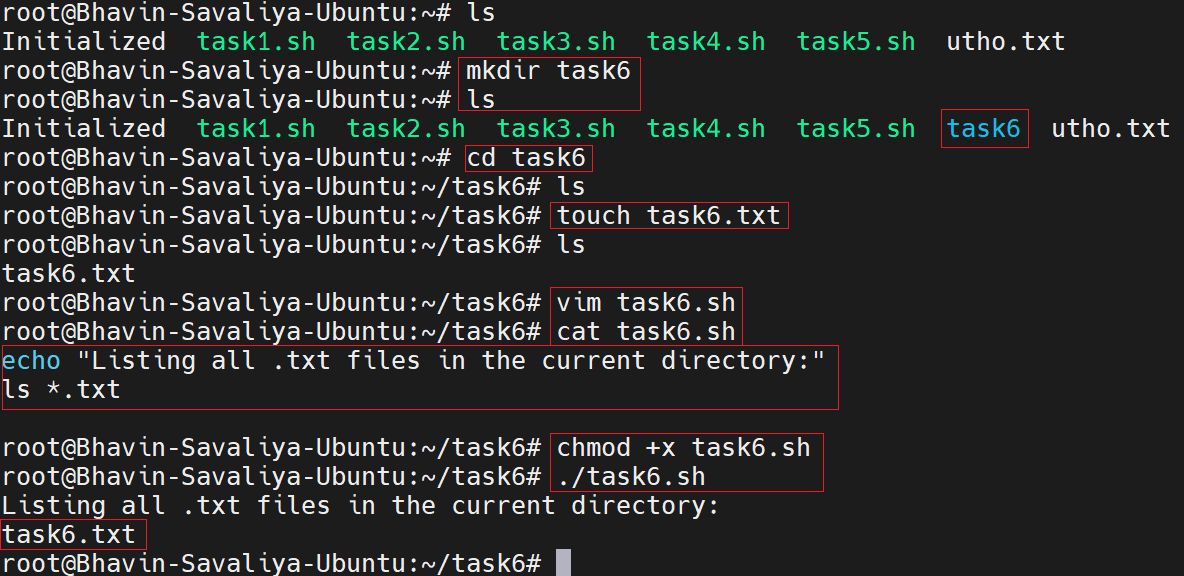 root@Bhavin-Savaliya-Ubuntu:~# ls
Initialized  task1.sh  task2.sh  task3.sh  task4.sh  task5.sh  utho.txt
root@Bhavin-Savaliya-Ubuntu:~# mkdir task6
root@Bhavin-Savaliya-Ubuntu:~# ls
Initialized  task1.sh  task2.sh  task3.sh  task4.sh  task5.sh  task6  utho.txt
root@Bhavin-Savaliya-Ubuntu:~# cd task6
root@Bhavin-Savaliya-Ubuntu:~/task6# ls
root@Bhavin-Savaliya-Ubuntu:~/task6# touch task6.txt
root@Bhavin-Savaliya-Ubuntu:~/task6# ls
task6.txt
root@Bhavin-Savaliya-Ubuntu:~/task6# vim task6.sh
root@Bhavin-Savaliya-Ubuntu:~/task6# cat task6.sh
echo "Listing all .txt files in the current directory:"
ls *.txt
root@Bhavin-Savaliya-Ubuntu:~/task6# chmod +x task6.sh
root@Bhavin-Savaliya-Ubuntu:~/task6# ./task6.sh
Listing all .txt files in the current directory:
task6.txt
root@Bhavin-Savaliya-Ubuntu:~/task6#